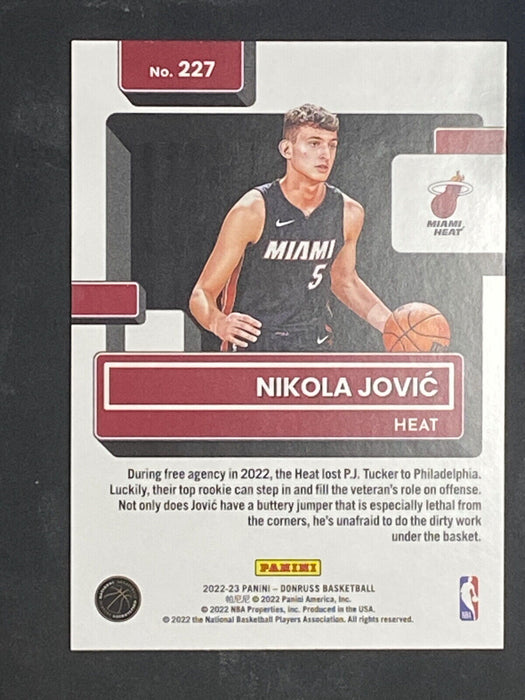 No. 227
MIAMI
HEAT
MIAMI
5
NIKOLA JOVIĆ
HEAT
During free agency in 2022, the Heat lost P.J. Tucker to Philadelphia.
Luckily, their top rookie can step in and fill the veteran's role on offense.
Not only does Jović have a buttery jumper that is especially lethal from
the corners, he's unafraid to do the dirty work
under the basket.
PANINI
2022-23 PANINI – DONRUSS BASKETBALL
帕尼尼 © 2022 Panini America, Inc.
© 2022 NBA Properties, Inc. Produced in the USA.
© 2022 the National Basketball Players Association. All rights reserved.
NBA